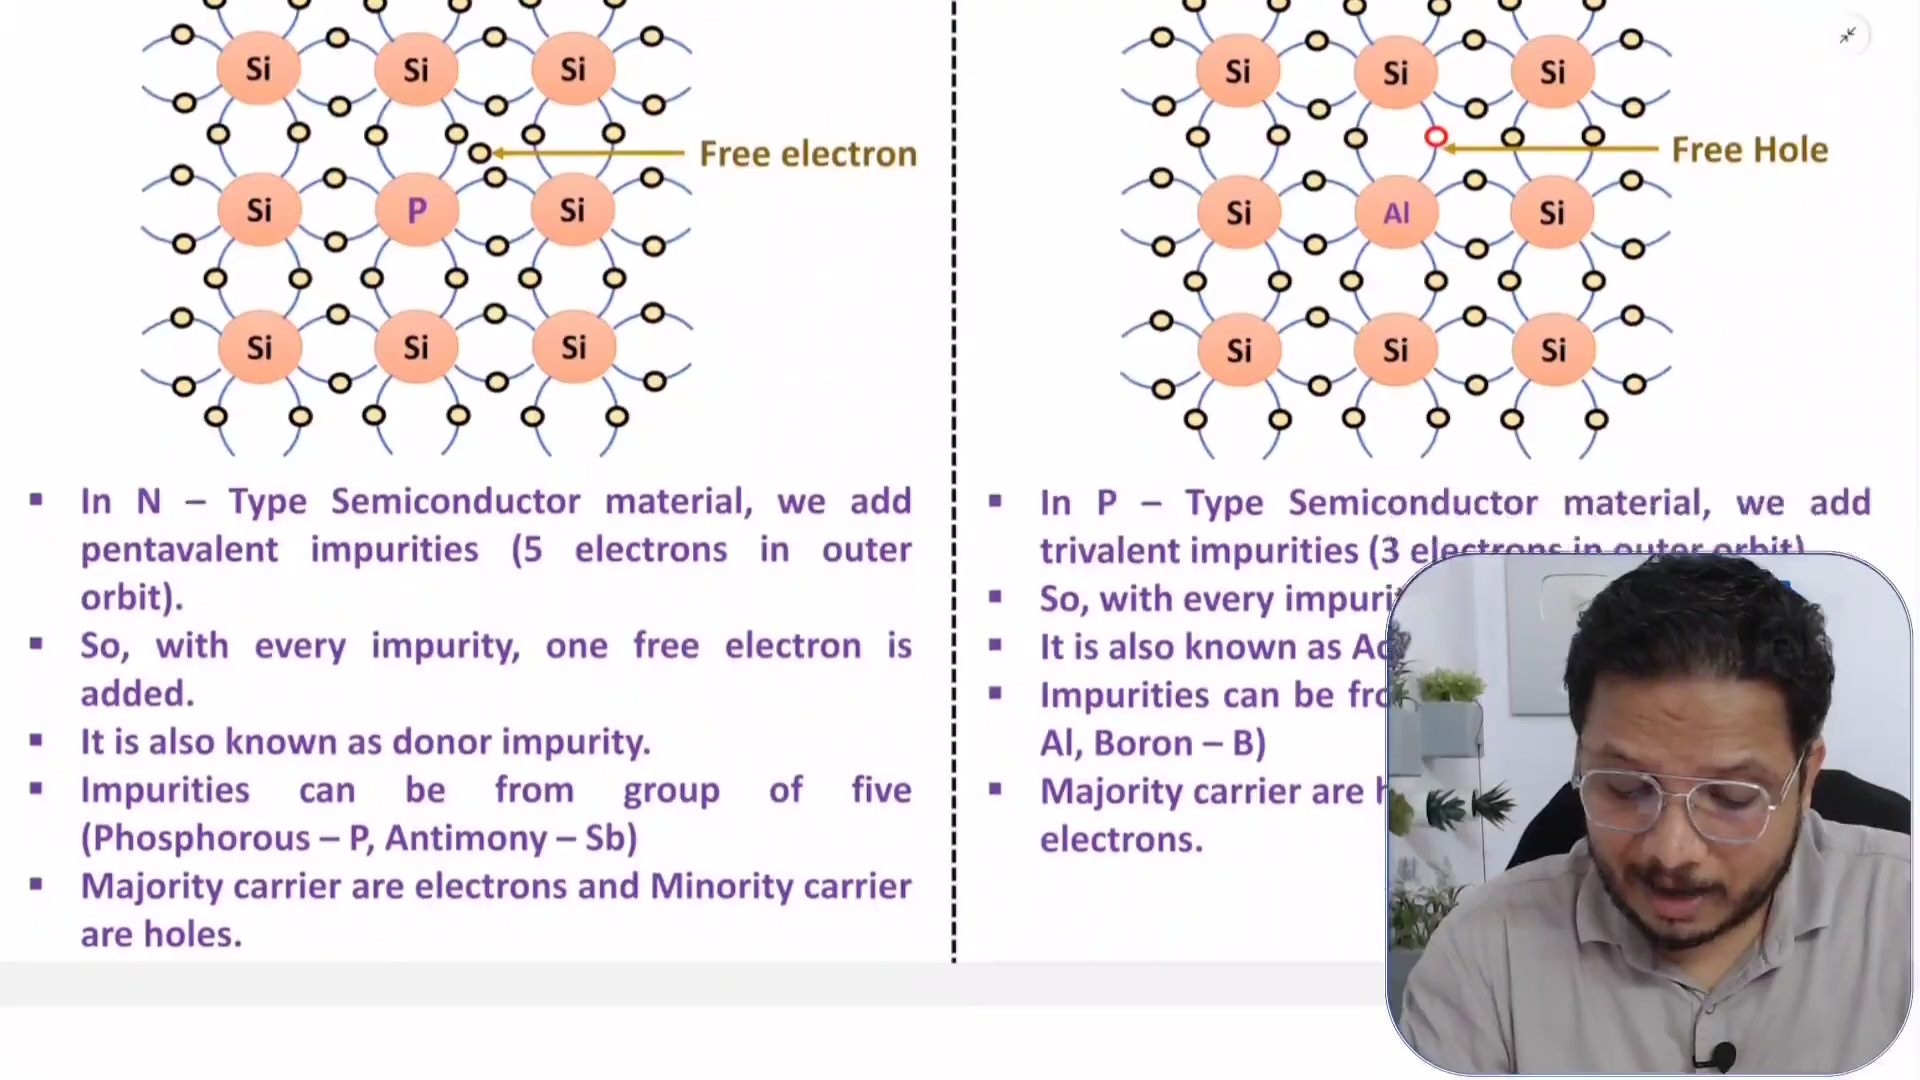 Si Si Si
Free electron
Si P Si
Si Si Si
▪ In N – Type Semiconductor material, we add
pentavalent impurities (5 electrons in outer
orbit).
▪ So, with every impurity, one free electron is
added.
▪ It is also known as donor impurity.
▪ Impurities can be from group of five
(Phosphorous – P, Antimony – Sb)
▪ Majority carrier are electrons and Minority carrier
are holes.
Si Si Si
Free Hole
Si Al Si
Si Si Si
▪ In P – Type Semiconductor material, we add
trivalent impurities (3 electrons in outer orbit)
▪ So, with every
▪ It is also known as
▪ Impurities can be
Al, Boron – B)
▪ Majority carrier are
electrons.